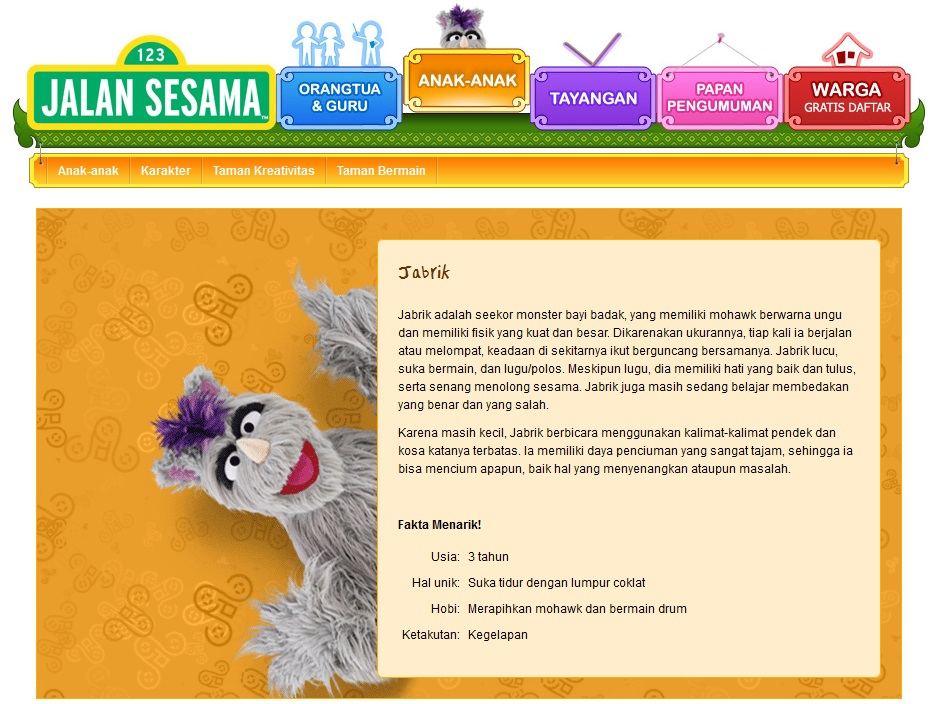 123
JALAN SESAMA
TM
ORANGTUA
& GURU
ANAK-ANAK
TAYANGAN
PAPAN
PENGUMUMAN
WARGA
GRATIS DAFTAR
Anak-anak
Karakter
Taman Kreativitas
Taman Bermain
Jabrik
Jabrik adalah seekor monster bayi badak, yang memiliki mohawk berwarna ungu
dan memiliki fisik yang kuat dan besar. Dikarenakan ukurannya, tiap kali ia berjalan
atau melompat, keadaan di sekitarnya ikut berguncang bersamanya. Jabrik lucu,
suka bermain, dan lugu/polos. Meskipun lugu, dia memiliki hati yang baik dan tulus,
serta senang menolong sesama. Jabrik juga masih sedang belajar membedakan
yang benar dan yang salah.
Karena masih kecil, Jabrik berbicara menggunakan kalimat-kalimat pendek dan
kosa katanya terbatas. Ia memiliki daya penciuman yang sangat tajam, sehingga ia
bisa mencium apapun, baik hal yang menyenangkan ataupun masalah.
Fakta Menarik!
Usia: 3 tahun
Hal unik: Suka tidur dengan lumpur coklat
Hobi: Merapihkan mohawk dan bermain drum
Ketakutan: Kegelapan